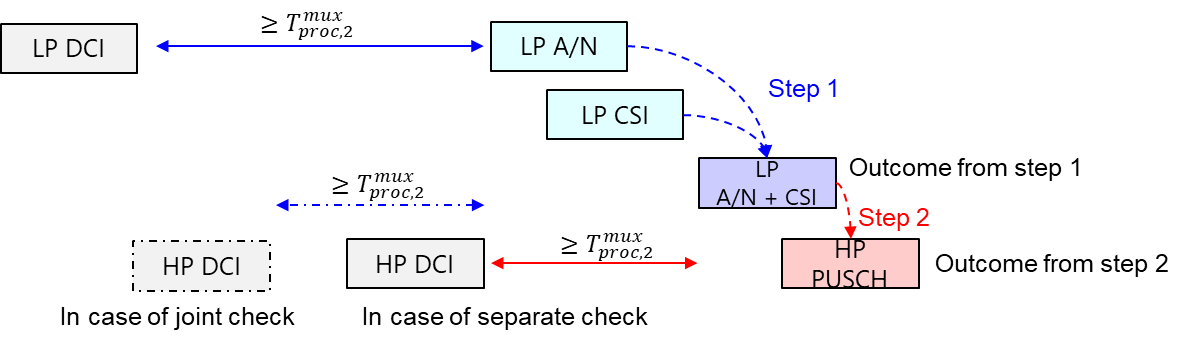 ≥ T^{mux}_{proc,2}
LP DCI
LP A/N
Step 1
LP CSI
LP
A/N + CSI
Outcome from step 1
≥ T^{mux}_{proc,2}
Step 2
HP DCI
HP DCI
≥ T^{mux}_{proc,2}
HP
PUSCH
Outcome from step 2
In case of joint check
In case of separate check